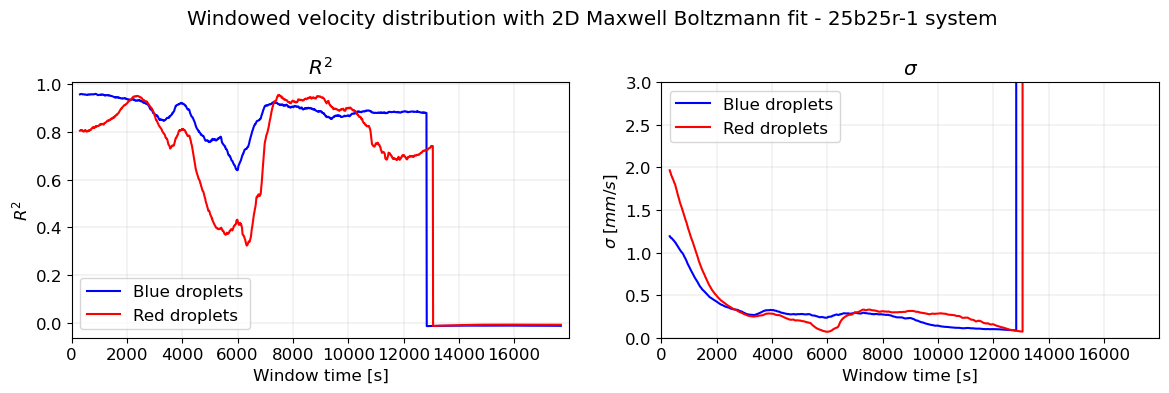 Windowed velocity distribution with 2D Maxwell Boltzmann fit - 25b25r-1 system
R²
1.0
0.8
0.6
0.4
0.2
0.0
R²
Blue droplets
Red droplets
0 2000 4000 6000 8000 10000 12000 14000 16000
Window time [s]
σ
3.0
2.5
2.0
1.5
1.0
0.5
0.0
σ [mm/s]
Blue droplets
Red droplets
0 2000 4000 6000 8000 10000 12000 14000 16000
Window time [s]